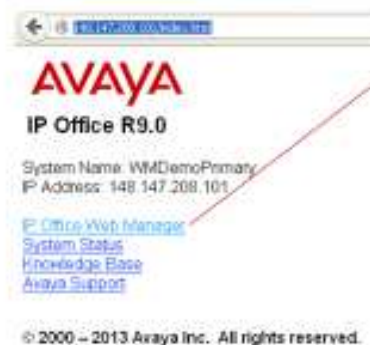 AVAYA
IP Office R9.0
System Name: WMDemoPrimary
IP Address: 148.147.208.101
IP Office Web Manager
System Status
Knowledge Base
Avaya Support
© 2000 – 2013 Avaya Inc. All rights reserved.